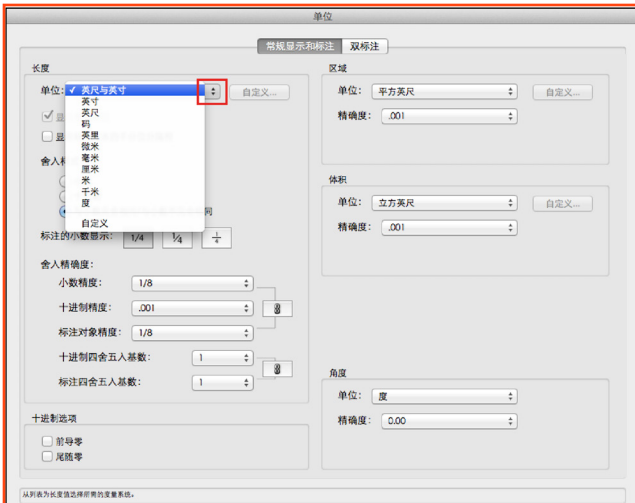 单位
常规显示和标注 双标注
长度
单位: ✓ 英尺与英寸 自定义...
英寸
英尺
码
英里
微米
毫米
厘米
米
千米
度
自定义
显
显
舍入样
同
标注的小数显示: 1/4 1/4 1/4
舍入精确度:
小数精度: 1/8
十进制精度: .001
标注对象精度: 1/8
十进制四舍五入基数: 1
标注四舍五入基数: 1
十进制选项
前导零
尾随零
区域
单位: 平方英尺 自定义...
精确度: .001
体积
单位: 立方英尺 自定义...
精确度: .001
角度
单位: 度
精确度: 0.00
从列表为长度值选择所需的度量系统。